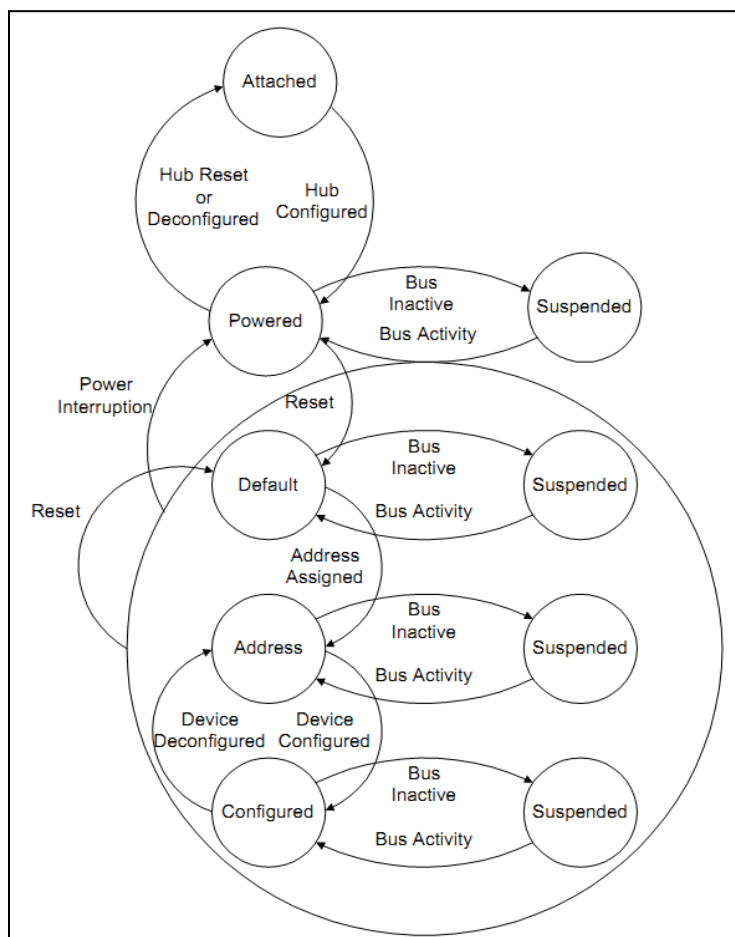 Attached
Hub Reset
or
Deconfigured
Hub
Configured
Powered
Bus
Inactive
Bus Activity
Suspended
Power
Interruption
Reset
Default
Bus
Inactive
Bus Activity
Suspended
Reset
Address
Assigned
Address
Bus
Inactive
Bus Activity
Suspended
Device
Deconfigured
Device
Configured
Configured
Bus
Inactive
Bus Activity
Suspended